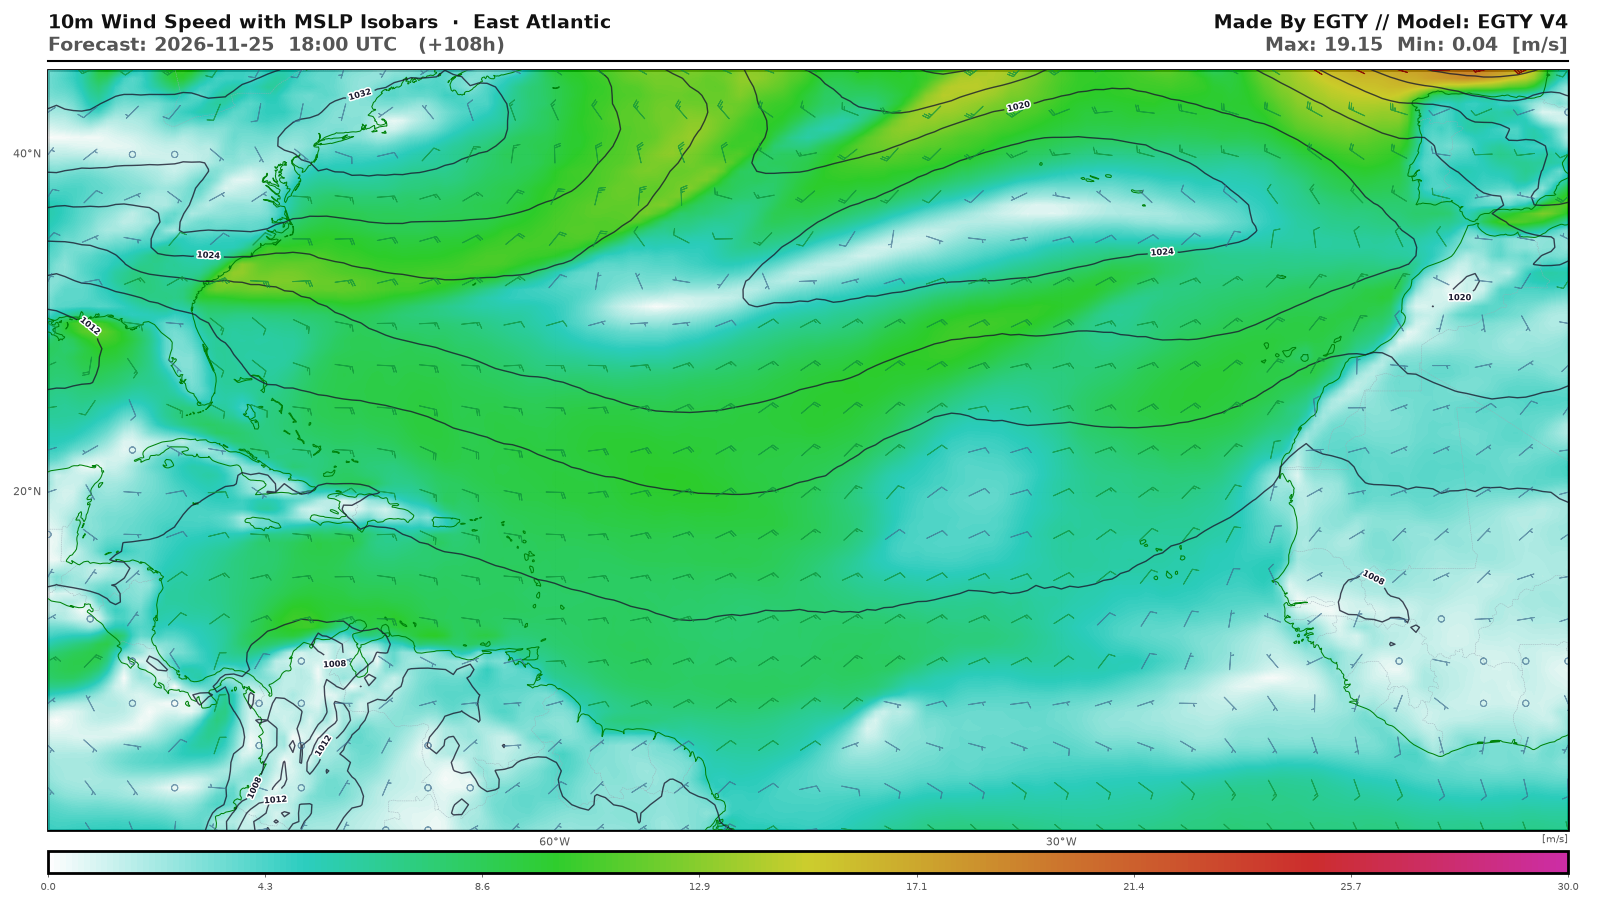 10m Wind Speed with MSLP Isobars · East Atlantic
Made By EGTY // Model: EGTY V4
Forecast: 2026-11-25 18:00 UTC (+108h)
Max: 19.15 Min: 0.04 [m/s]
1032
1020
40°N
1024
1024
1020
1012
20°N
1008
1008
1012
1008
1012
60°W
30°W
[m/s]
0.0
4.3
8.6
12.9
17.1
21.4
25.7
30.0